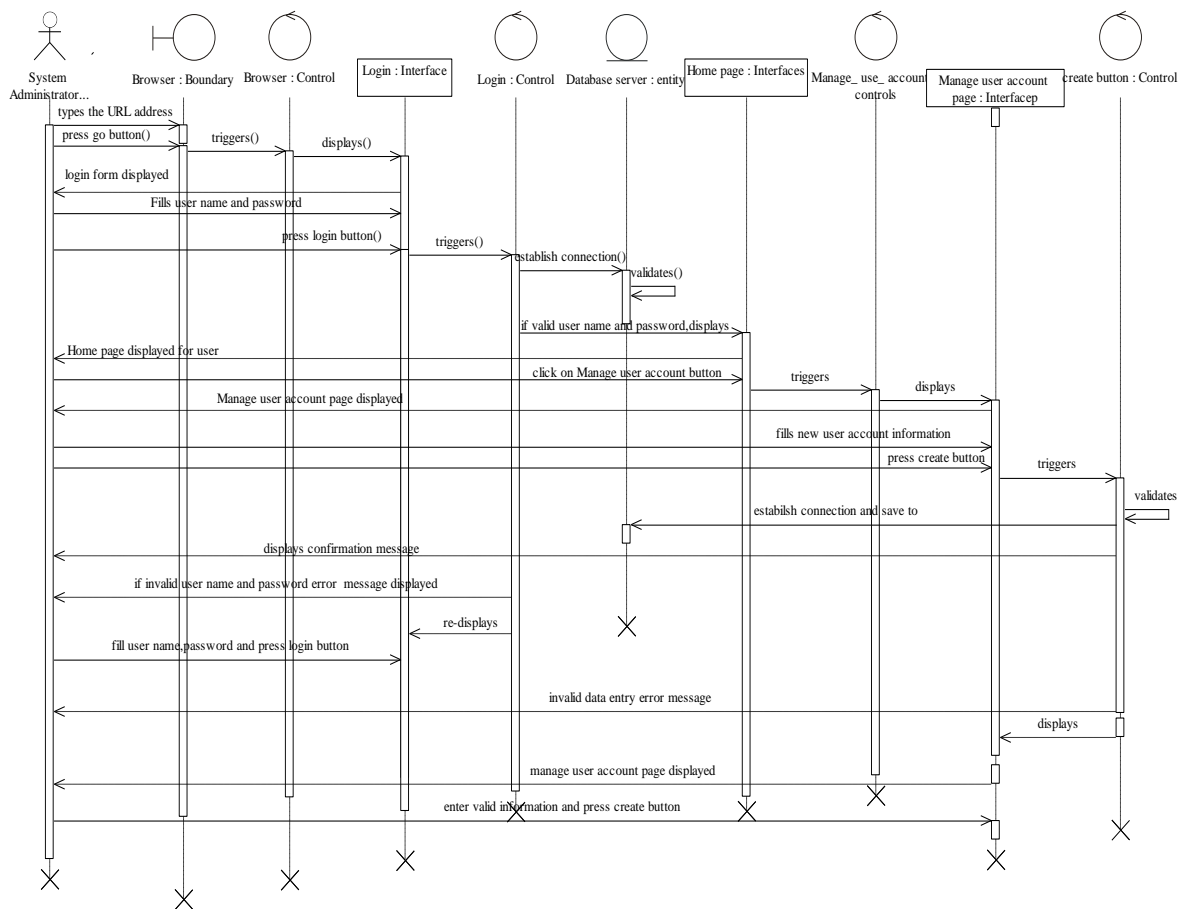 System
Administrator...
Browser : Boundary
Browser : Control
Login : Interface
Login : Control
Database server : entity
Home page : Interfaces
Manage_ use_ account
controls
Manage user account
page : Interfacep
create button : Control
types the URL address
press go button()
triggers()
displays()
login form displayed
Fills user name and password
press login button()
triggers()
establish connection()
validates()
if valid user name and password,displays
Home page displayed for user
click on Manage user account button
triggers
displays
Manage user account page displayed
fills new user account information
press create button
triggers
validates
estabilsh connection and save to
displays confirmation message
if invalid user name and password error message displayed
re-displays
fill user name,password and press login button
invalid data entry error message
displays
manage user account page displayed
enter valid information and press create button